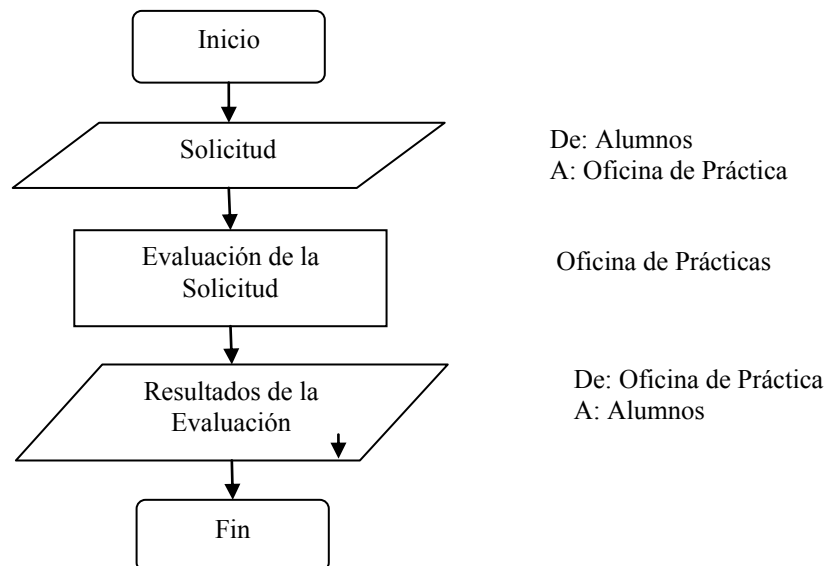 Inicio
Solicitud
De: Alumnos
A: Oficina de Práctica
Evaluación de la
Solicitud
Oficina de Prácticas
Resultados de la
Evaluación
De: Oficina de Práctica
A: Alumnos
Fin